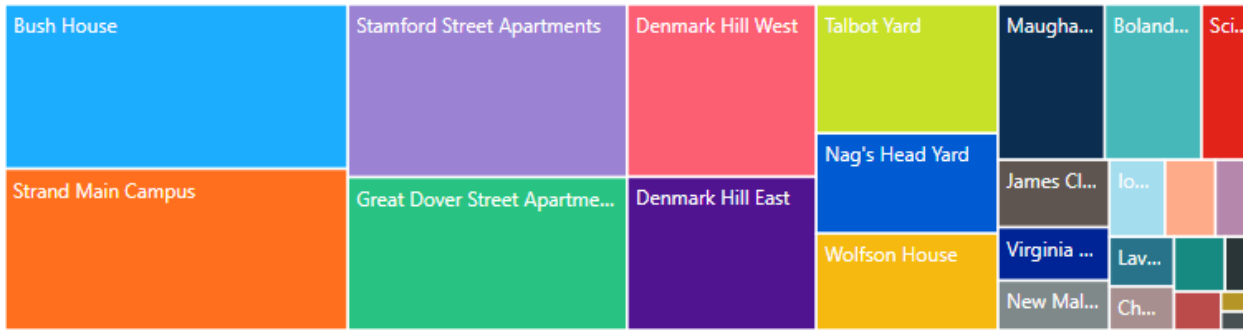 Bush House
Strand Main Campus
Stamford Street Apartments
Great Dover Street Apartme...
Denmark Hill West
Denmark Hill East
Talbot Yard
Nag's Head Yard
Wolfson House
Maugha...
Boland...
Sci...
James Cl...
Virginia ...
New Mal...
Io...
Lav...
Ch...